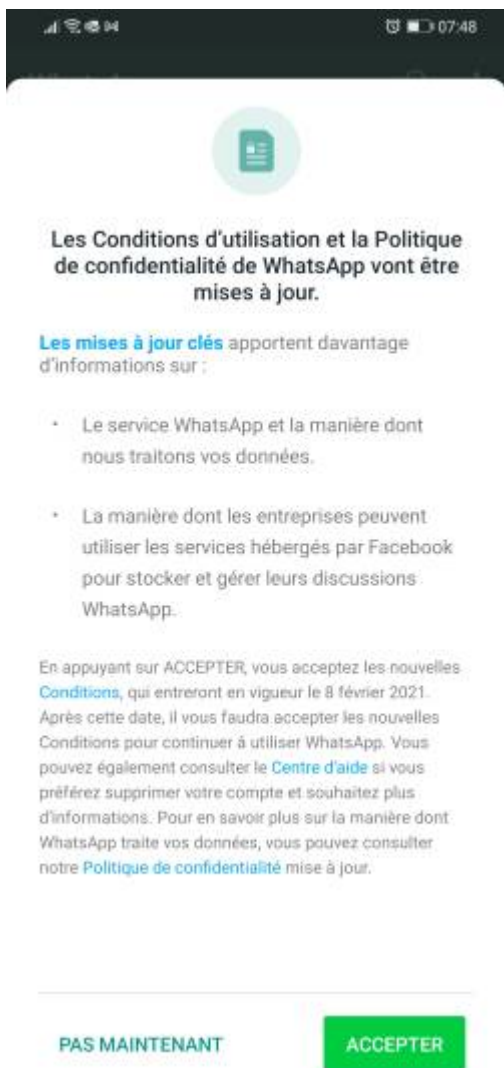 07:48
Les Conditions d'utilisation et la Politique
de confidentialité de WhatsApp vont être
mises à jour.
Les mises à jour clés apportent davantage
d'informations sur :
• Le service WhatsApp et la manière dont
nous traitons vos données.
• La manière dont les entreprises peuvent
utiliser les services hébergés par Facebook
pour stocker et gérer leurs discussions
WhatsApp.
En appuyant sur ACCEPTER, vous acceptez les nouvelles
Conditions, qui entreront en vigueur le 8 février 2021.
Après cette date, il vous faudra accepter les nouvelles
Conditions pour continuer à utiliser WhatsApp. Vous
pouvez également consulter le Centre d'aide si vous
préférez supprimer votre compte et souhaitez plus
d'informations. Pour en savoir plus sur la manière dont
WhatsApp traite vos données, vous pouvez consulter
notre Politique de confidentialité mise à jour.
PAS MAINTENANT
ACCEPTER